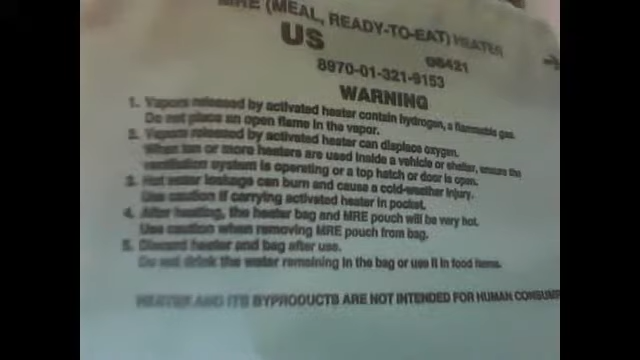 MRE (MEAL, READY-TO-EAT) HEATER
US
06421
8970-01-321-9153
WARNING
1. Vapors released by activated heater contain hydrogen, a flammable gas.
Do not place an open flame in the vapor.
2. Vapors released by activated heater can displace oxygen.
When ten or more heaters are used inside a vehicle or shelter, ensure the
ventilation system is operating or a top hatch or door is open.
3. Hot water leakage can burn and cause a cold-weather injury.
Use caution if carrying activated heater in pocket.
4. After heating, the heater bag and MRE pouch will be very hot.
Use caution when removing MRE pouch from bag.
5. Discard heater and bag after use.
Do not drink the water remaining in the bag or use it in food items.
HEATER AND ITS BYPRODUCTS ARE NOT INTENDED FOR HUMAN CONSUMP